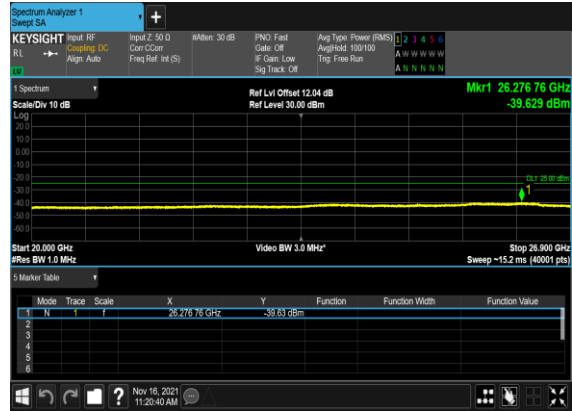 Spectrum Analyzer 1
Swept SA
+
KEYSIGHT Input: RF Input Z: 50 Ω #Atten: 30 dB PNO: Fast Avg Type: Power (RMS) 1 2 3 4 5 6
RL Coupling: DC Corr CCorr Gate: Off Avg|Hold: 100/100 A W W W W W
Align: Auto Freq Ref: Int (S) IF Gain: Low Trig: Free Run
Sig Track: Off A N N N N N
1 Spectrum Ref Lvl Offset 12.04 dB Mkr1 26.276 76 GHz
Scale/Div 10 dB Ref Level 30.00 dBm -39.629 dBm
Log
20.0
10.0
0.00
-10.0
-20.0
DL1 -25.00 dBm
-30.0
1
-40.0
-50.0
-60.0
Start 20.000 GHz Video BW 3.0 MHz* Stop 26.900 GHz
#Res BW 1.0 MHz Sweep ~15.2 ms (40001 pts)
5 Marker Table
Mode Trace Scale X Y Function Function Width Function Value
1 N 1 f 26.276 76 GHz -39.63 dBm
2
3
4
5
6
? Nov 16, 2021
11:20:40 AM